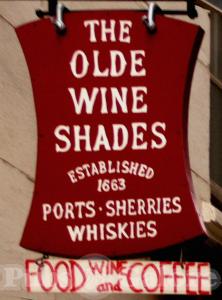 THE
OLDE
WINE
SHADES
ESTABLISHED
1663
PORTS · SHERRIES
WHISKIES
FOOD WINE and COFFEE